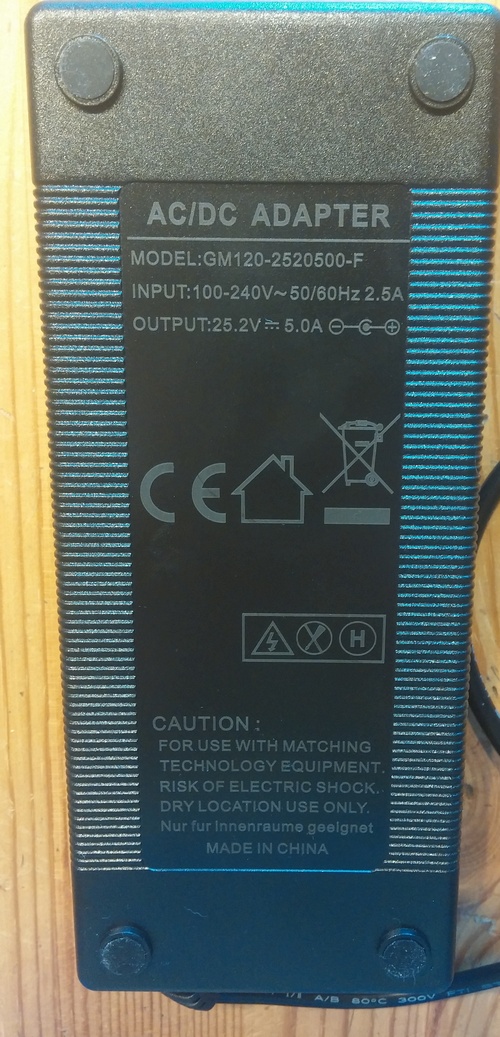 AC/DC ADAPTER
MODEL:GM120-2520500-F
INPUT:100-240V~50/60Hz 2.5A
OUTPUT:25.2V⎓5.0A
CE
H
CAUTION :
FOR USE WITH MATCHING
TECHNOLOGY EQUIPMENT.
RISK OF ELECTRIC SHOCK.
DRY LOCATION USE ONLY.
Nur fur Innenraume geeignet
MADE IN CHINA
A/B 80°C 300V